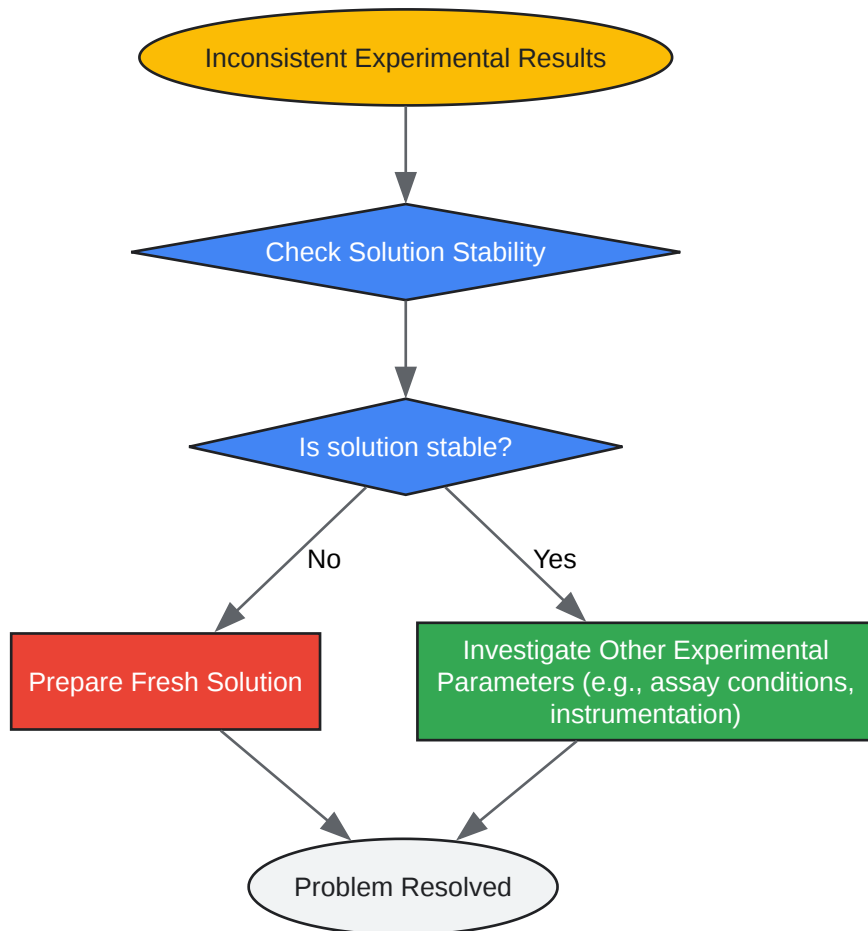 Inconsistent Experimental Results
Check Solution Stability
Is solution stable?
No
Yes
Prepare Fresh Solution
Investigate Other Experimental
Parameters (e.g., assay conditions,
instrumentation)
Problem Resolved